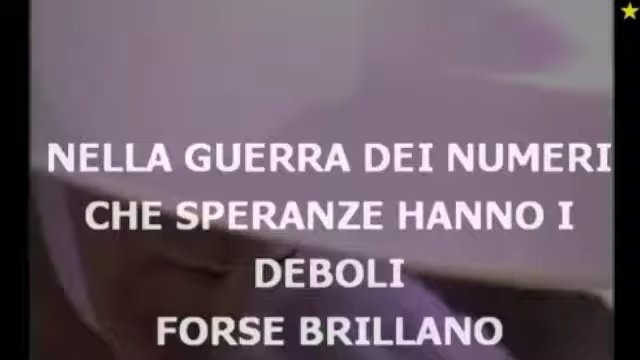 NELLA GUERRA DEI NUMERI
CHE SPERANZE HANNO I
DEBOLI
FORSE BRILLANO